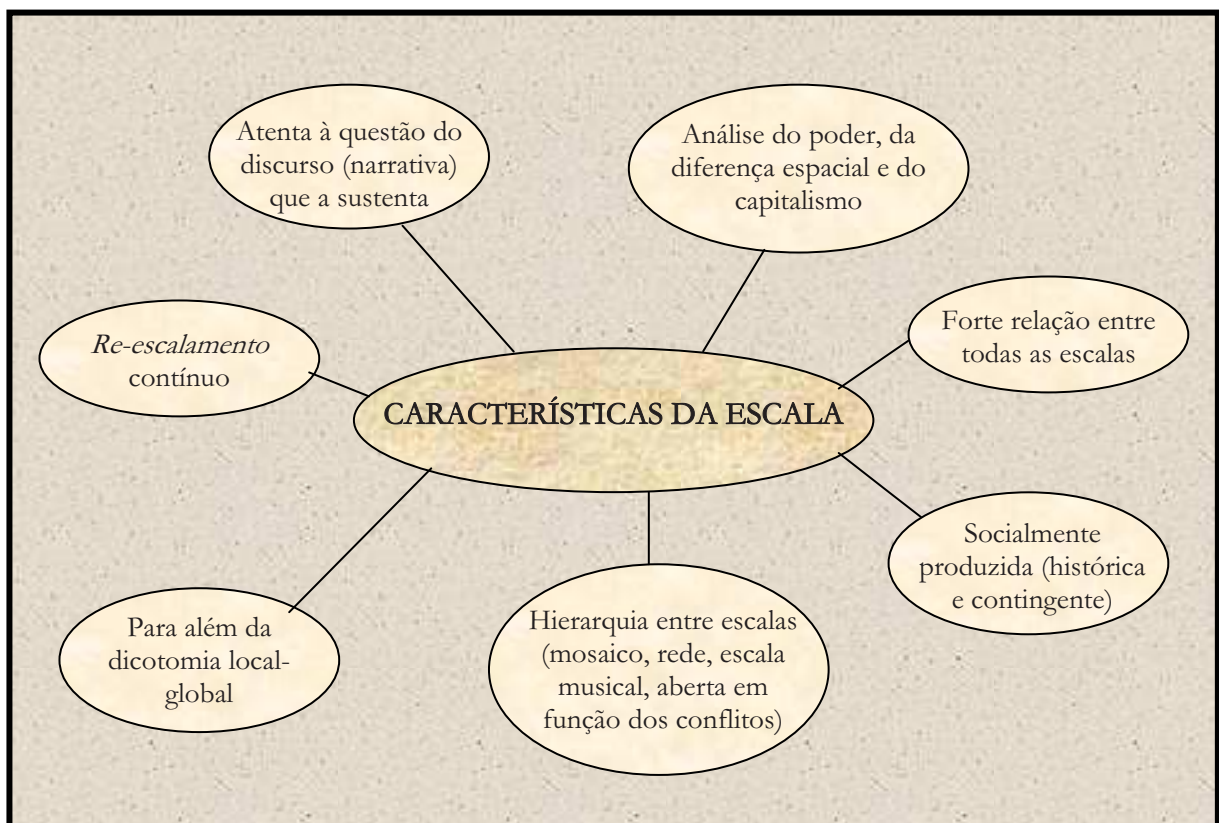 Atenta à questão do
discurso (narrativa)
que a sustenta
Análise do poder, da
diferença espacial e do
capitalismo
Re-escalamento
contínuo
Forte relação entre
todas as escalas
CARACTERÍSTICAS DA ESCALA
Socialmente
produzida (histórica
e contingente)
Para além da
dicotomia local-
global
Hierarquia entre escalas
(mosaico, rede, escala
musical, aberta em
função dos conflitos)